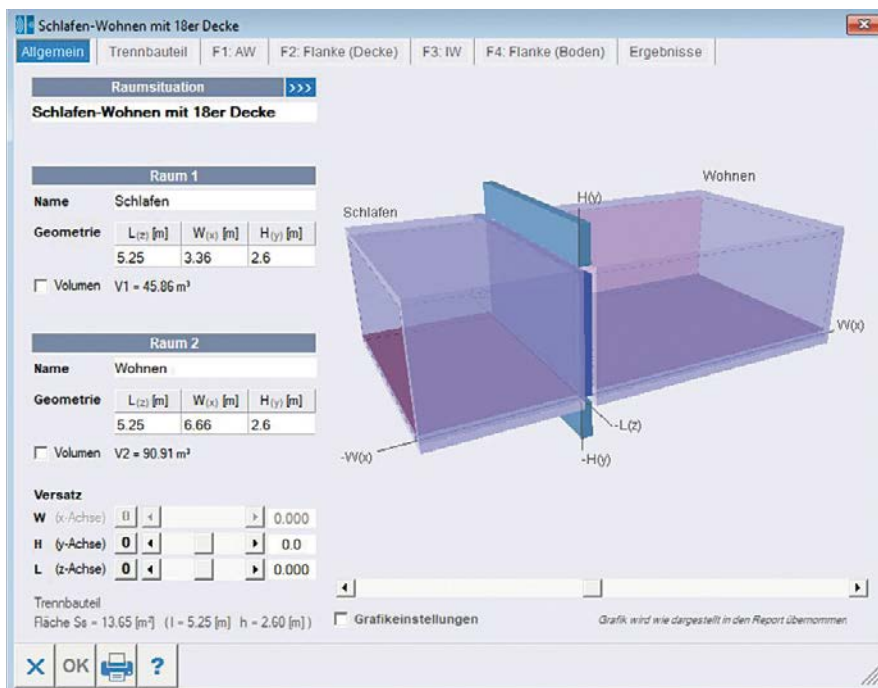 Schlafen-Wohnen mit 18er Decke
Allgemein Trennbauteil F1: AW F2: Flanke (Decke) F3: IW F4: Flanke (Boden) Ergebnisse
Raumsituation >>>
Schlafen-Wohnen mit 18er Decke
Raum 1
Name Schlafen
Geometrie L(z) [m] W(x) [m] H(y) [m]
5.25 3.36 2.6
Volumen V1 = 45.86 m³
Raum 2
Name Wohnen
Geometrie L(z) [m] W(x) [m] H(y) [m]
5.25 6.66 2.6
Volumen V2 = 90.91 m³
Versatz
W (x-Achse) 0 0.000
H (y-Achse) 0 0.0
L (z-Achse) 0 0.000
Trennbauteil
Fläche Ss = 13.65 [m²] ( l = 5.25 [m] h = 2.60 [m] )
Schlafen
H(y)
Wohnen
W(x)
-L(z)
-W(x)
-H(y)
Grafikeinstellungen
Grafik wird wie dargestellt in den Report übernommen
OK ?